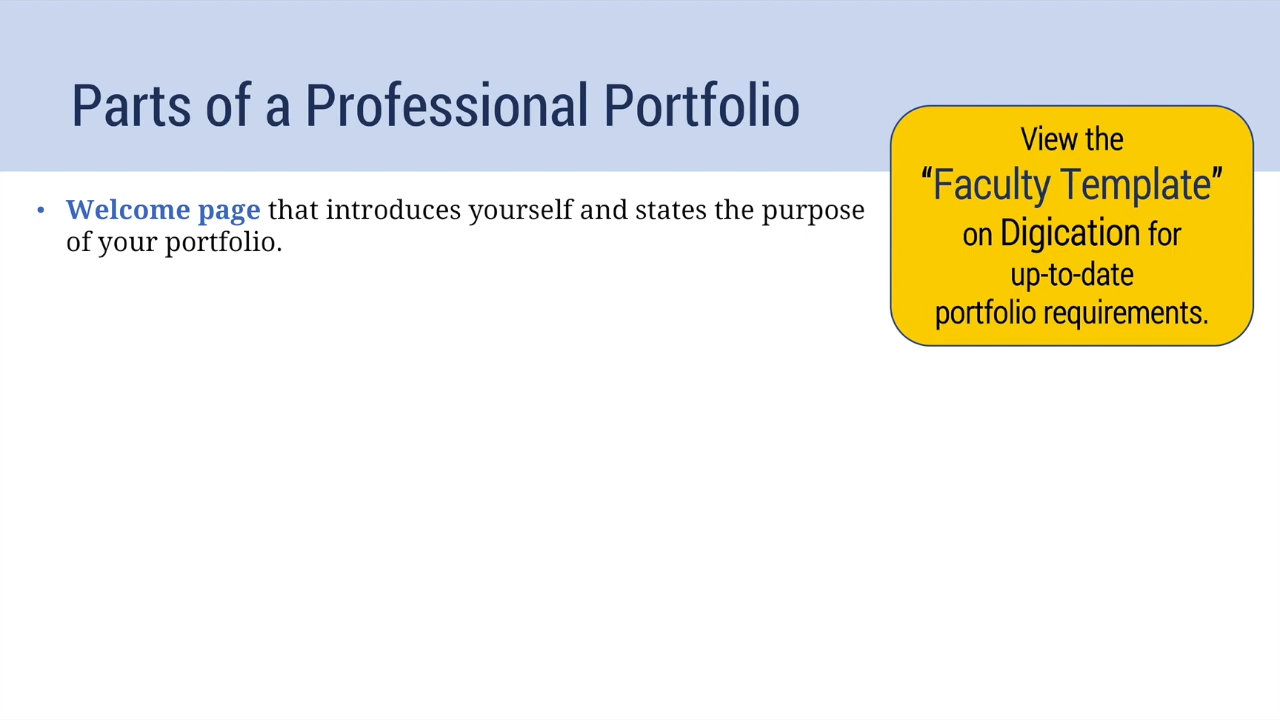 Parts of a Professional Portfolio
• Welcome page that introduces yourself and states the purpose
of your portfolio.
View the
“Faculty Template”
on Digication for
up-to-date
portfolio requirements.